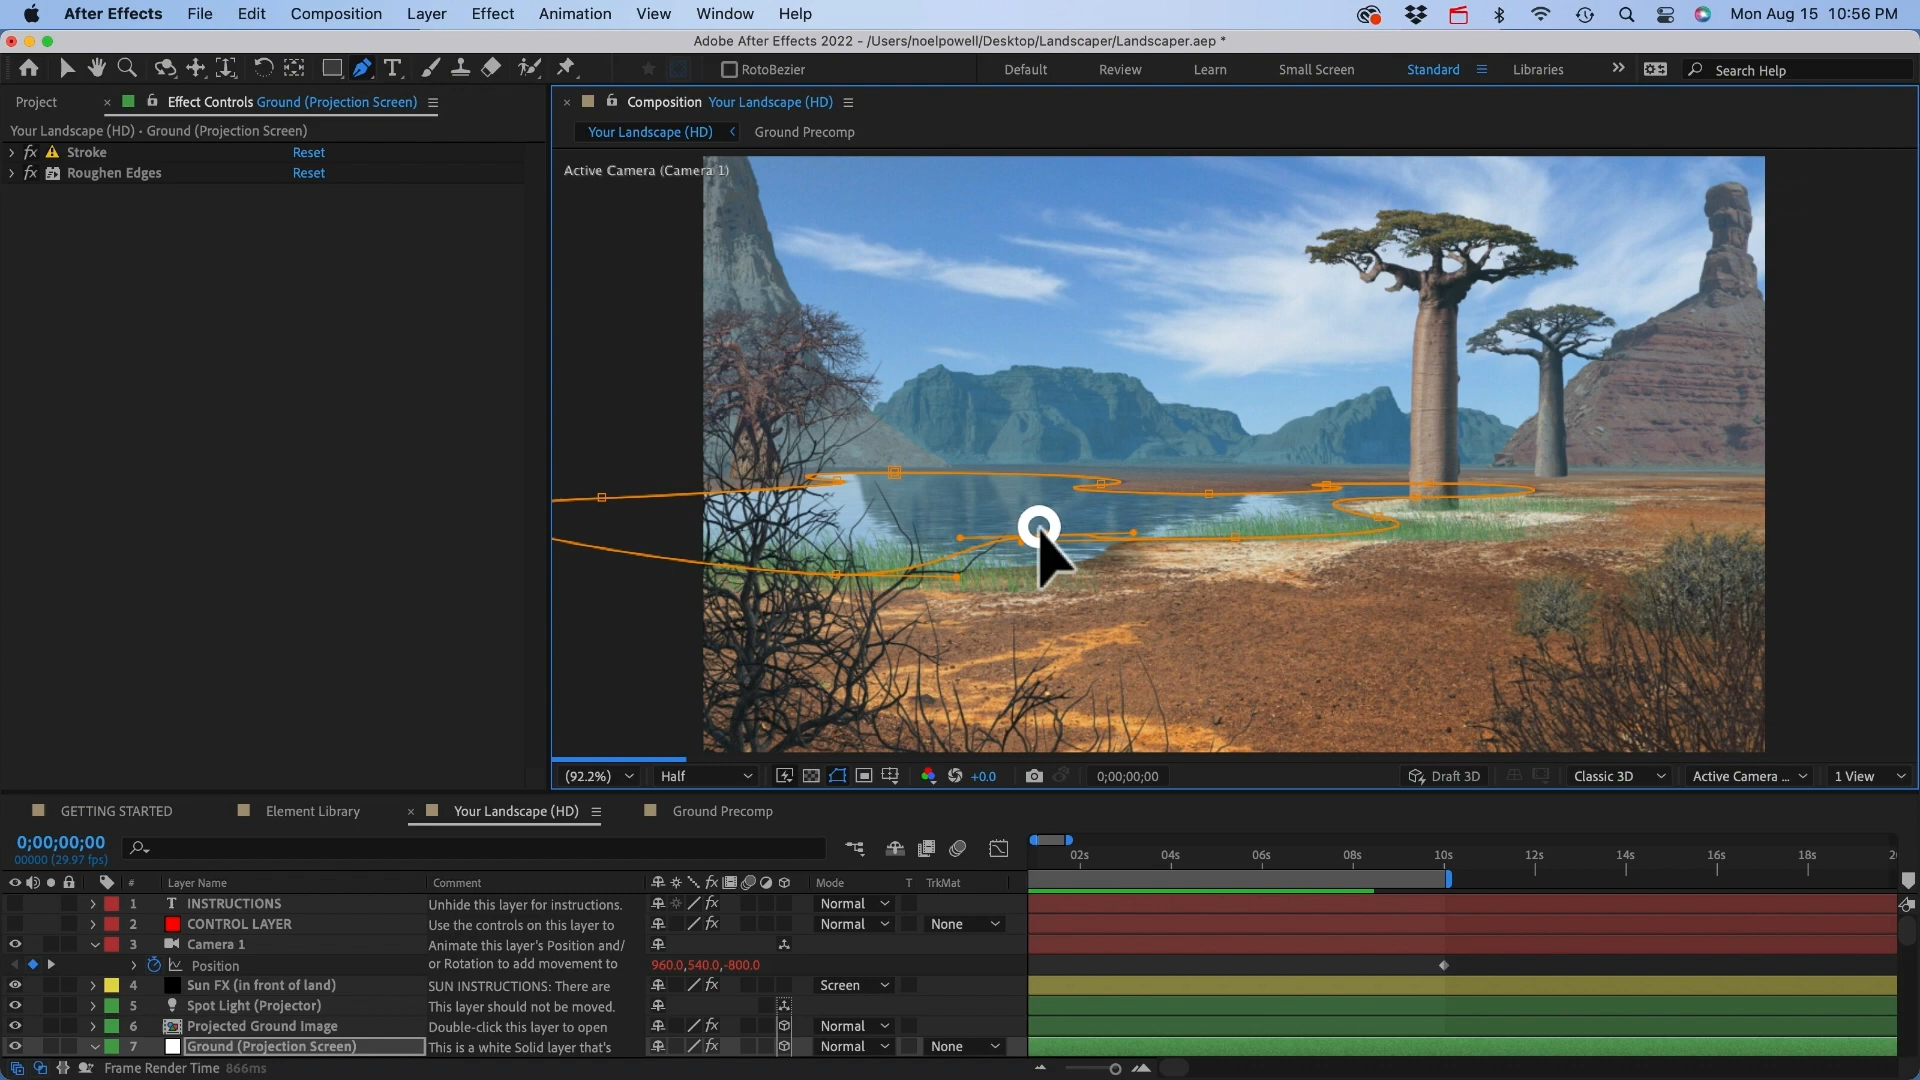 After Effects File Edit Composition Layer Effect Animation View Window Help Mon Aug 15 10:56 PM
Adobe After Effects 2022 - /Users/noelpowell/Desktop/Landscaper/Landscaper.aep *
RotoBezier Default Review Learn Small Screen Standard Libraries Search Help
Project Effect Controls Ground (Projection Screen) Composition Your Landscape (HD)
Your Landscape (HD) • Ground (Projection Screen) Your Landscape (HD) Ground Precomp
fx Stroke Reset
fx Roughen Edges Reset
Active Camera (Camera 1)
(92.2%) Half +0.0 0;00;00;00 Draft 3D Classic 3D Active Camera ... 1 View
GETTING STARTED Element Library Your Landscape (HD) Ground Precomp
0;00;00;00
00000 (29.97 fps)
02s 04s 06s 08s 10s 12s 14s 16s 18s 20
# Layer Name Comment fx Mode T TrkMat
1 T INSTRUCTIONS Unhide this layer for instructions. fx Normal
2 CONTROL LAYER Use the controls on this layer to fx Normal None
3 Camera 1 Animate this layer's Position and/
Position or Rotation to add movement to 960.0,540.0,-800.0
4 Sun FX (in front of land) SUN INSTRUCTIONS: There are fx Screen
5 Spot Light (Projector) This layer should not be moved.
6 Projected Ground Image Double-click this layer to open fx Normal
7 Ground (Projection Screen) This is a white Solid layer that's fx Normal None
Frame Render Time 866ms